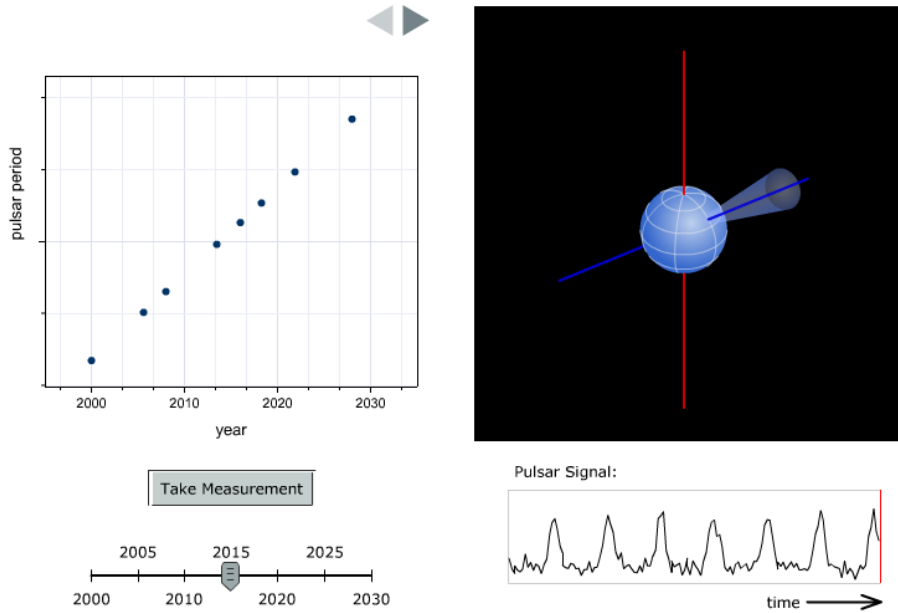 pulsar period
2000 2010 2020 2030
year
Take Measurement
2005 2015 2025
2000 2010 2020 2030
Pulsar Signal:
time